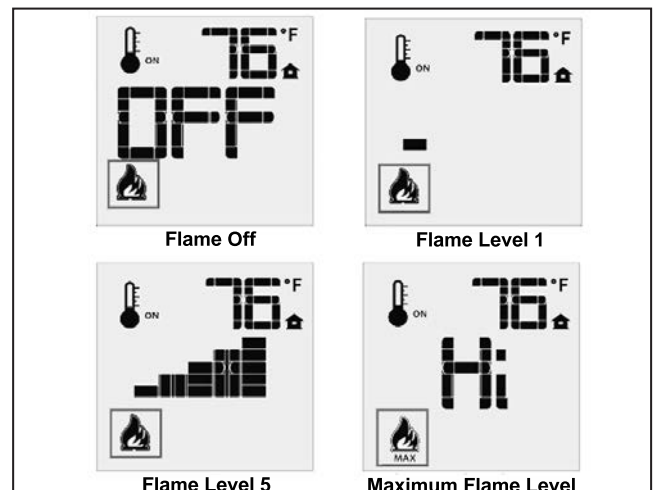 76 °F
ON
OFF
Flame Off
76 °F
ON
Flame Level 1
76 °F
ON
Flame Level 5
76 °F
ON
Hi
MAX
Maximum Flame Level